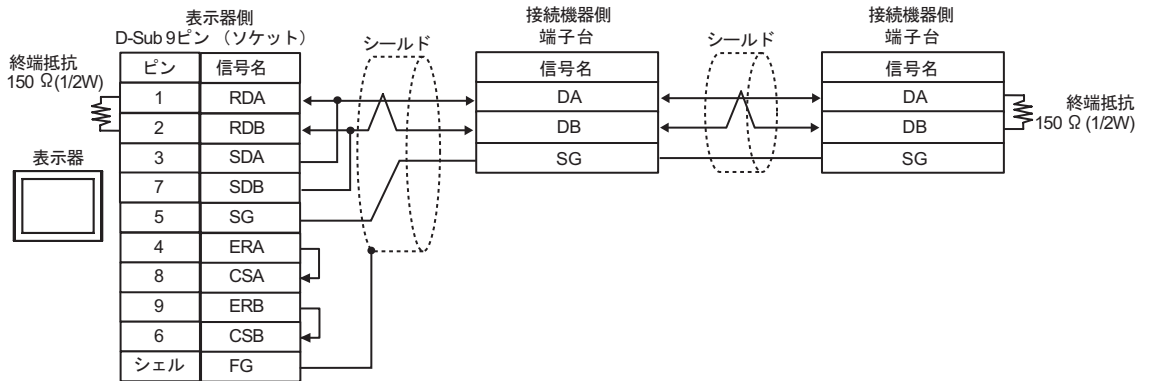 表示器側
D-Sub 9ピン （ソケット）
終端抵抗
150 Ω(1/2W)
表示器
ピン 信号名
1 RDA
2 RDB
3 SDA
7 SDB
5 SG
4 ERA
8 CSA
9 ERB
6 CSB
シェル FG
シールド
接続機器側
端子台
信号名
DA
DB
SG
シールド
接続機器側
端子台
信号名
DA
DB
SG
終端抵抗
150 Ω (1/2W)